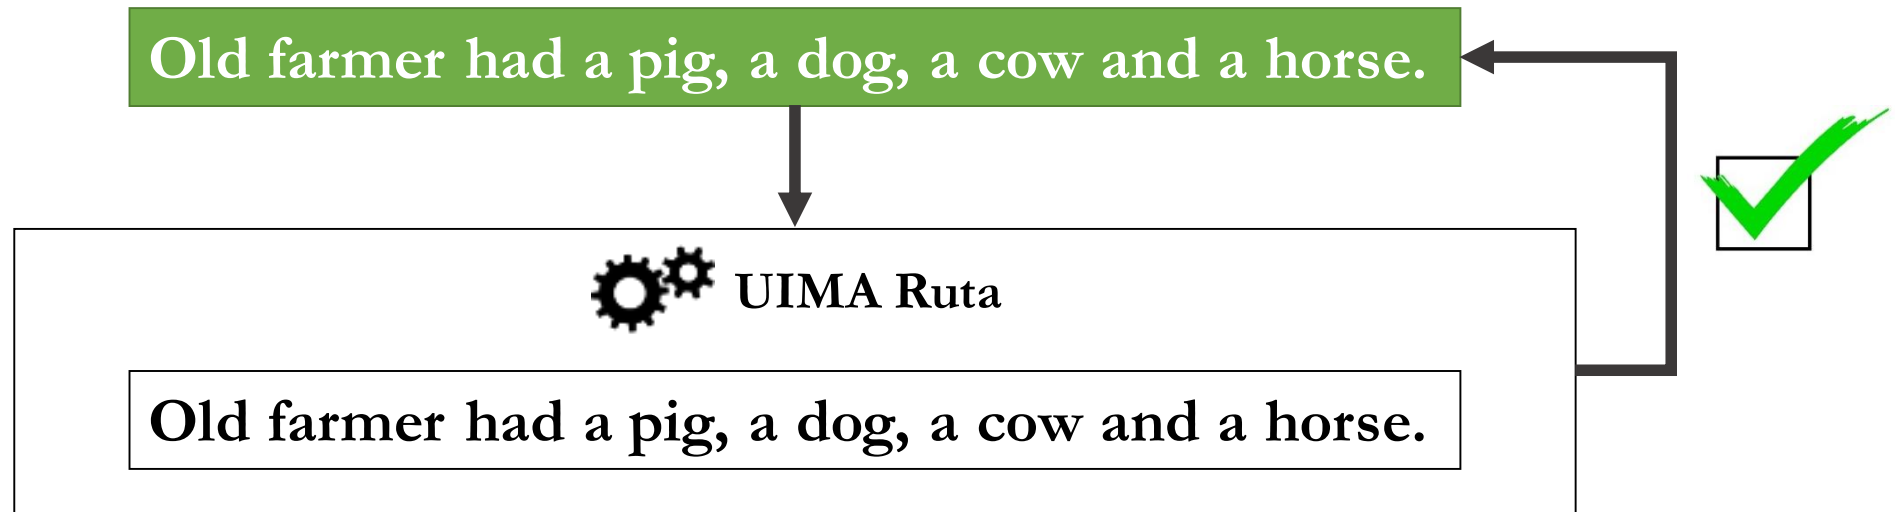 Old farmer had a pig, a dog, a cow and a horse.
UIMA Ruta
Old farmer had a pig, a dog, a cow and a horse.